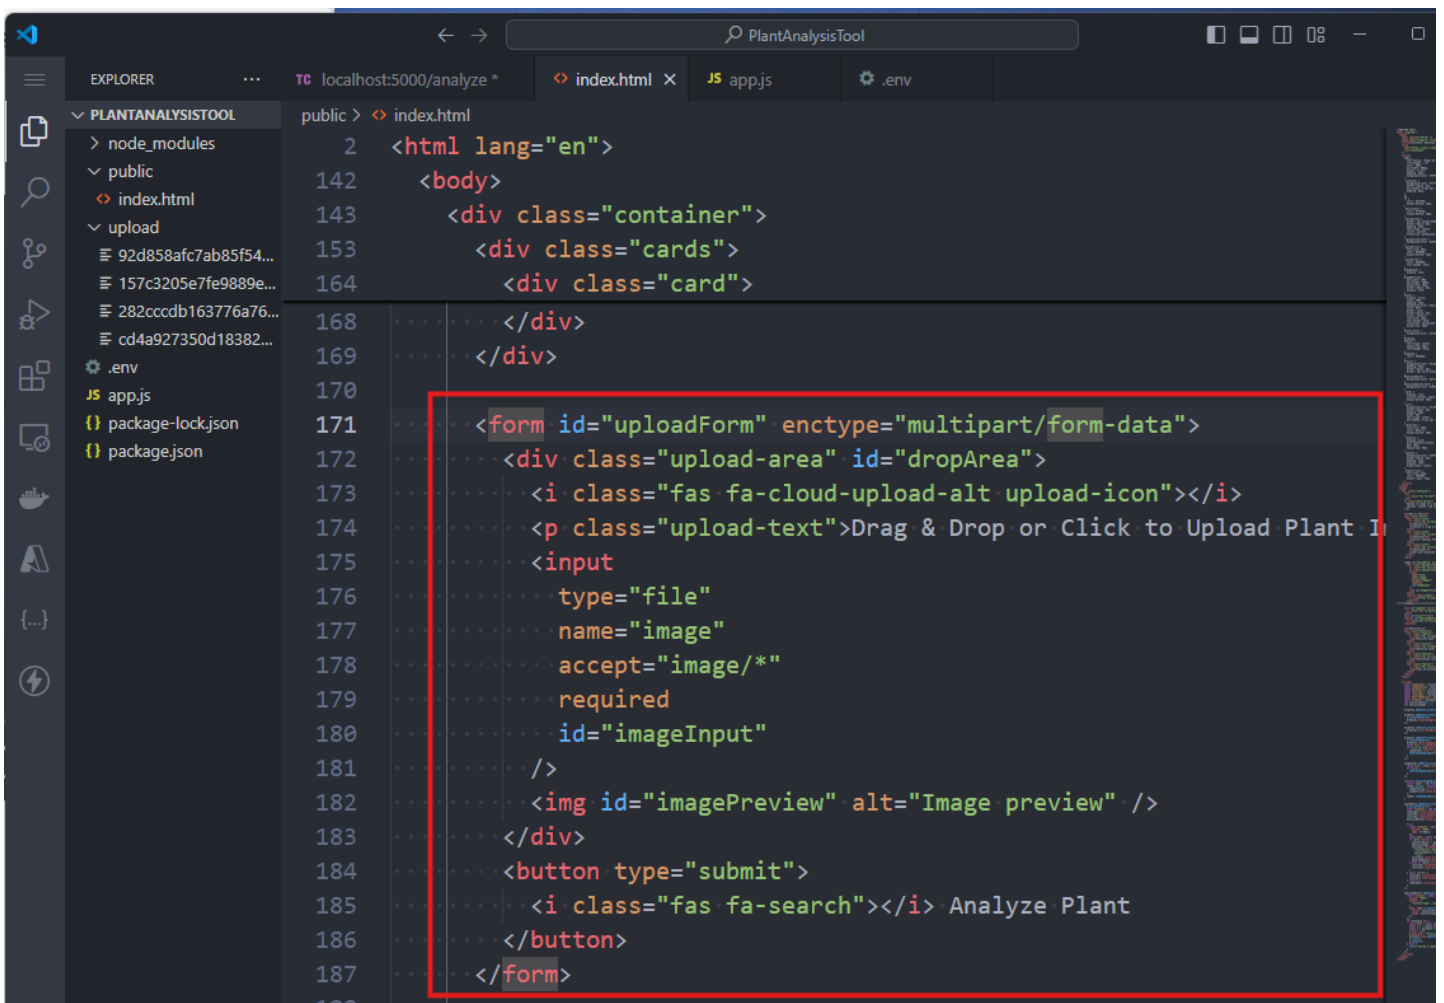 PlantAnalysisTool
EXPLORER ...
TC localhost:5000/analyze *
<> index.html ×
JS app.js
.env
PLANTANALYSISTOOL
node_modules
public
<> index.html
upload
92d858afc7ab85f54...
157c3205e7fe9889e...
282cccdb163776a76...
cd4a927350d18382...
.env
JS app.js
{} package-lock.json
{} package.json
public > <> index.html
2 <html lang="en">
142 <body>
143 <div class="container">
153 <div class="cards">
164 <div class="card">
168 </div>
169 </div>
170
171 <form id="uploadForm" enctype="multipart/form-data">
172 <div class="upload-area" id="dropArea">
173 <i class="fas fa-cloud-upload-alt upload-icon"></i>
174 <p class="upload-text">Drag & Drop or Click to Upload Plant
175 <input
176 type="file"
177 name="image"
178 accept="image/*"
179 required
180 id="imageInput"
181 />
182 <img id="imagePreview" alt="Image preview" />
183 </div>
184 <button type="submit">
185 <i class="fas fa-search"></i> Analyze Plant
186 </button>
187 </form>